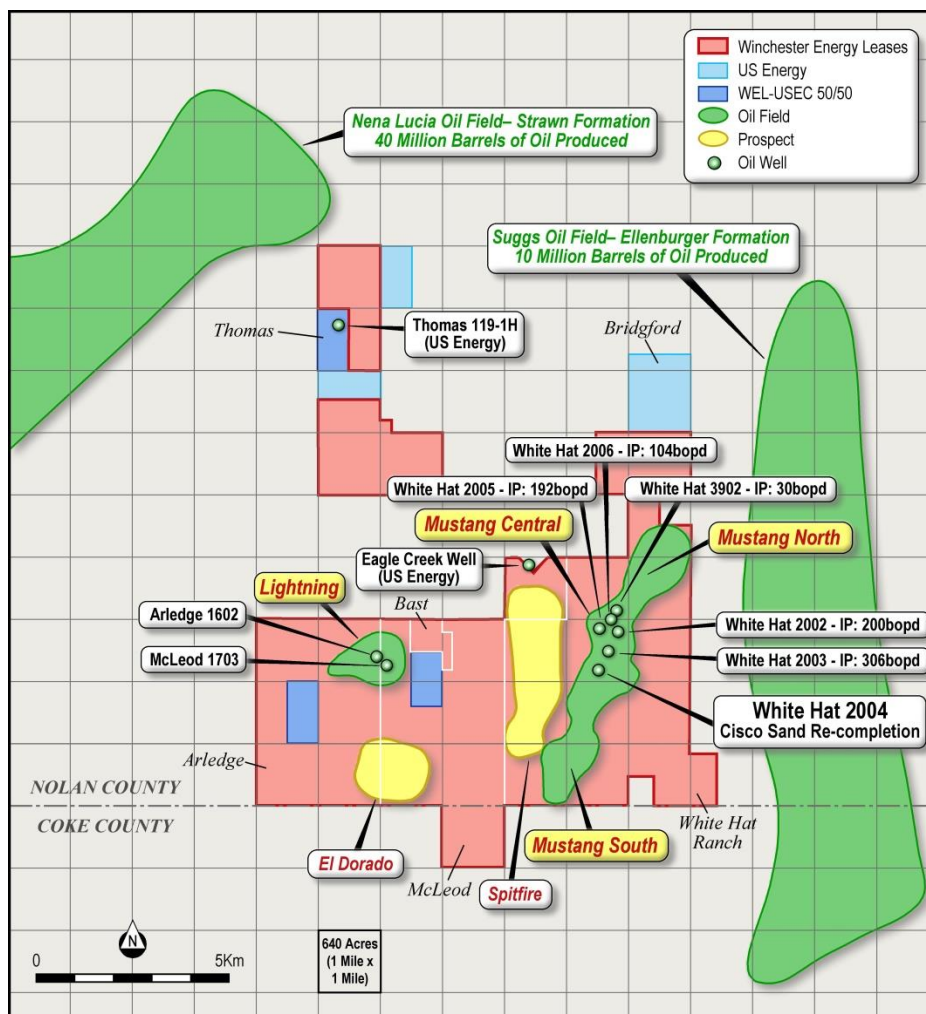 Winchester Energy Leases
US Energy
WEL-USEC 50/50
Oil Field
Prospect
Oil Well
Nena Lucia Oil Field– Strawn Formation
40 Million Barrels of Oil Produced
Suggs Oil Field– Ellenburger Formation
10 Million Barrels of Oil Produced
Thomas
Thomas 119-1H
(US Energy)
Bridgford
White Hat 2006 - IP: 104bopd
White Hat 2005 - IP: 192bopd
White Hat 3902 - IP: 30bopd
Mustang Central
Mustang North
Eagle Creek Well
(US Energy)
Lightning
Bast
Arledge 1602
McLeod 1703
White Hat 2002 - IP: 200bopd
White Hat 2003 - IP: 306bopd
White Hat 2004
Cisco Sand Re-completion
Arledge
NOLAN COUNTY
COKE COUNTY
White Hat
Ranch
Mustang South
El Dorado
McLeod
Spitfire
N
0
5Km
640 Acres
(1 Mile x
1 Mile)